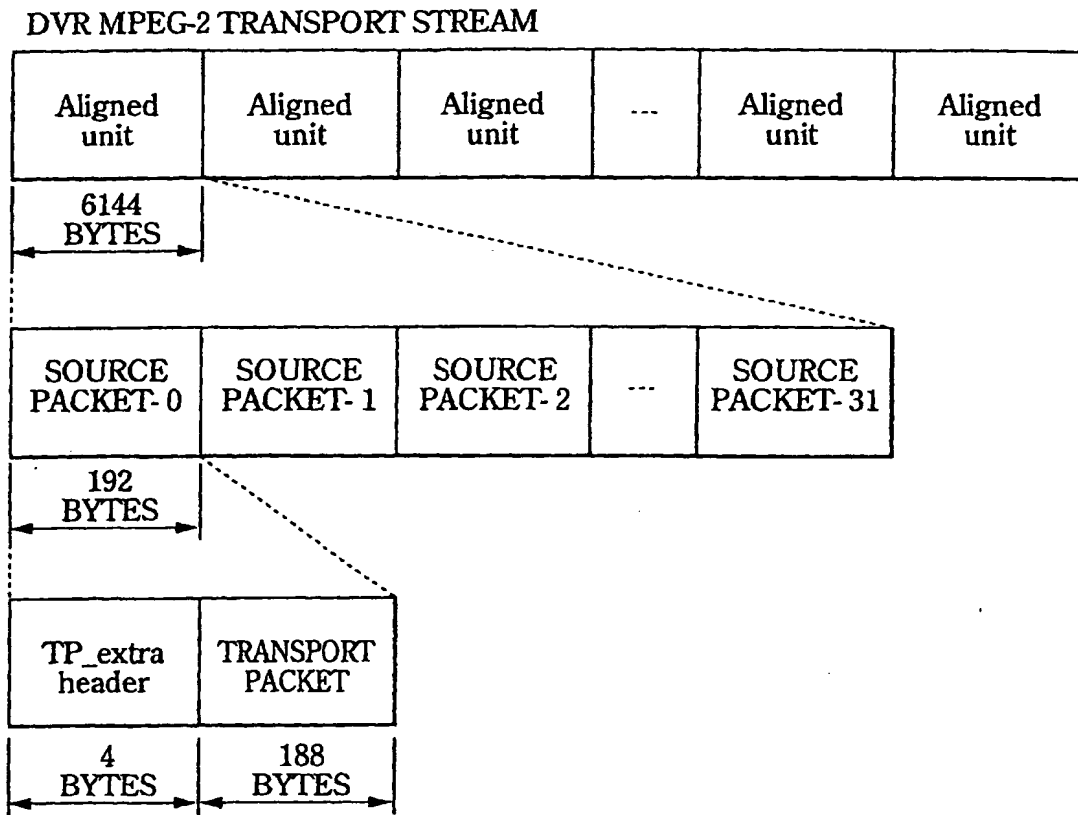 DVR MPEG-2 TRANSPORT STREAM
Aligned unit
Aligned unit
Aligned unit
---
Aligned unit
Aligned unit
6144 BYTES
SOURCE PACKET- 0
SOURCE PACKET- 1
SOURCE PACKET- 2
---
SOURCE PACKET- 31
192 BYTES
TP_extra header
TRANSPORT PACKET
4 BYTES
188 BYTES